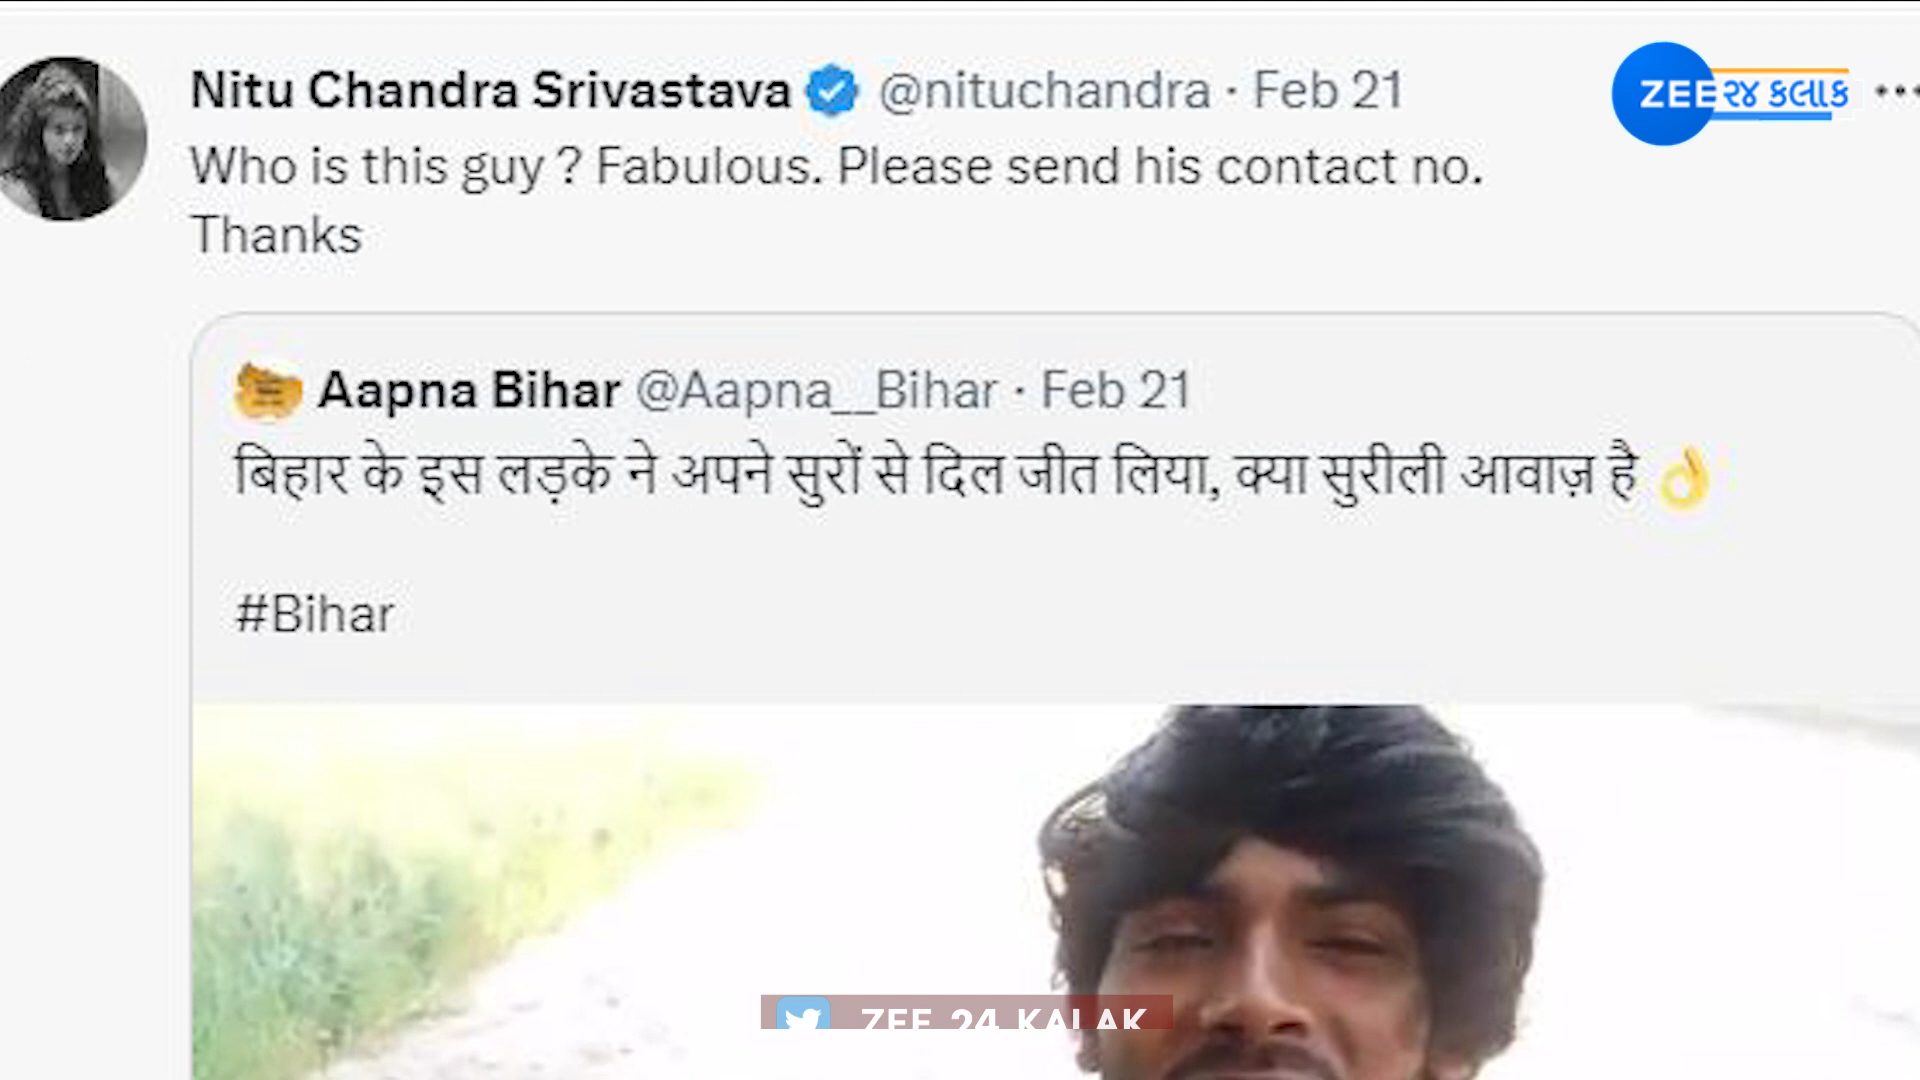 Nitu Chandra Srivastava @nituchandra · Feb 21
ZEE ૨૪ કલાક
Who is this guy ? Fabulous. Please send his contact no.
Thanks
Aapna Bihar @Aapna__Bihar · Feb 21
बिहार के इस लड़के ने अपने सुरों से दिल जीत लिया, क्या सुरीली आवाज़ है 👌
#Bihar
ZEE 24 KALAK